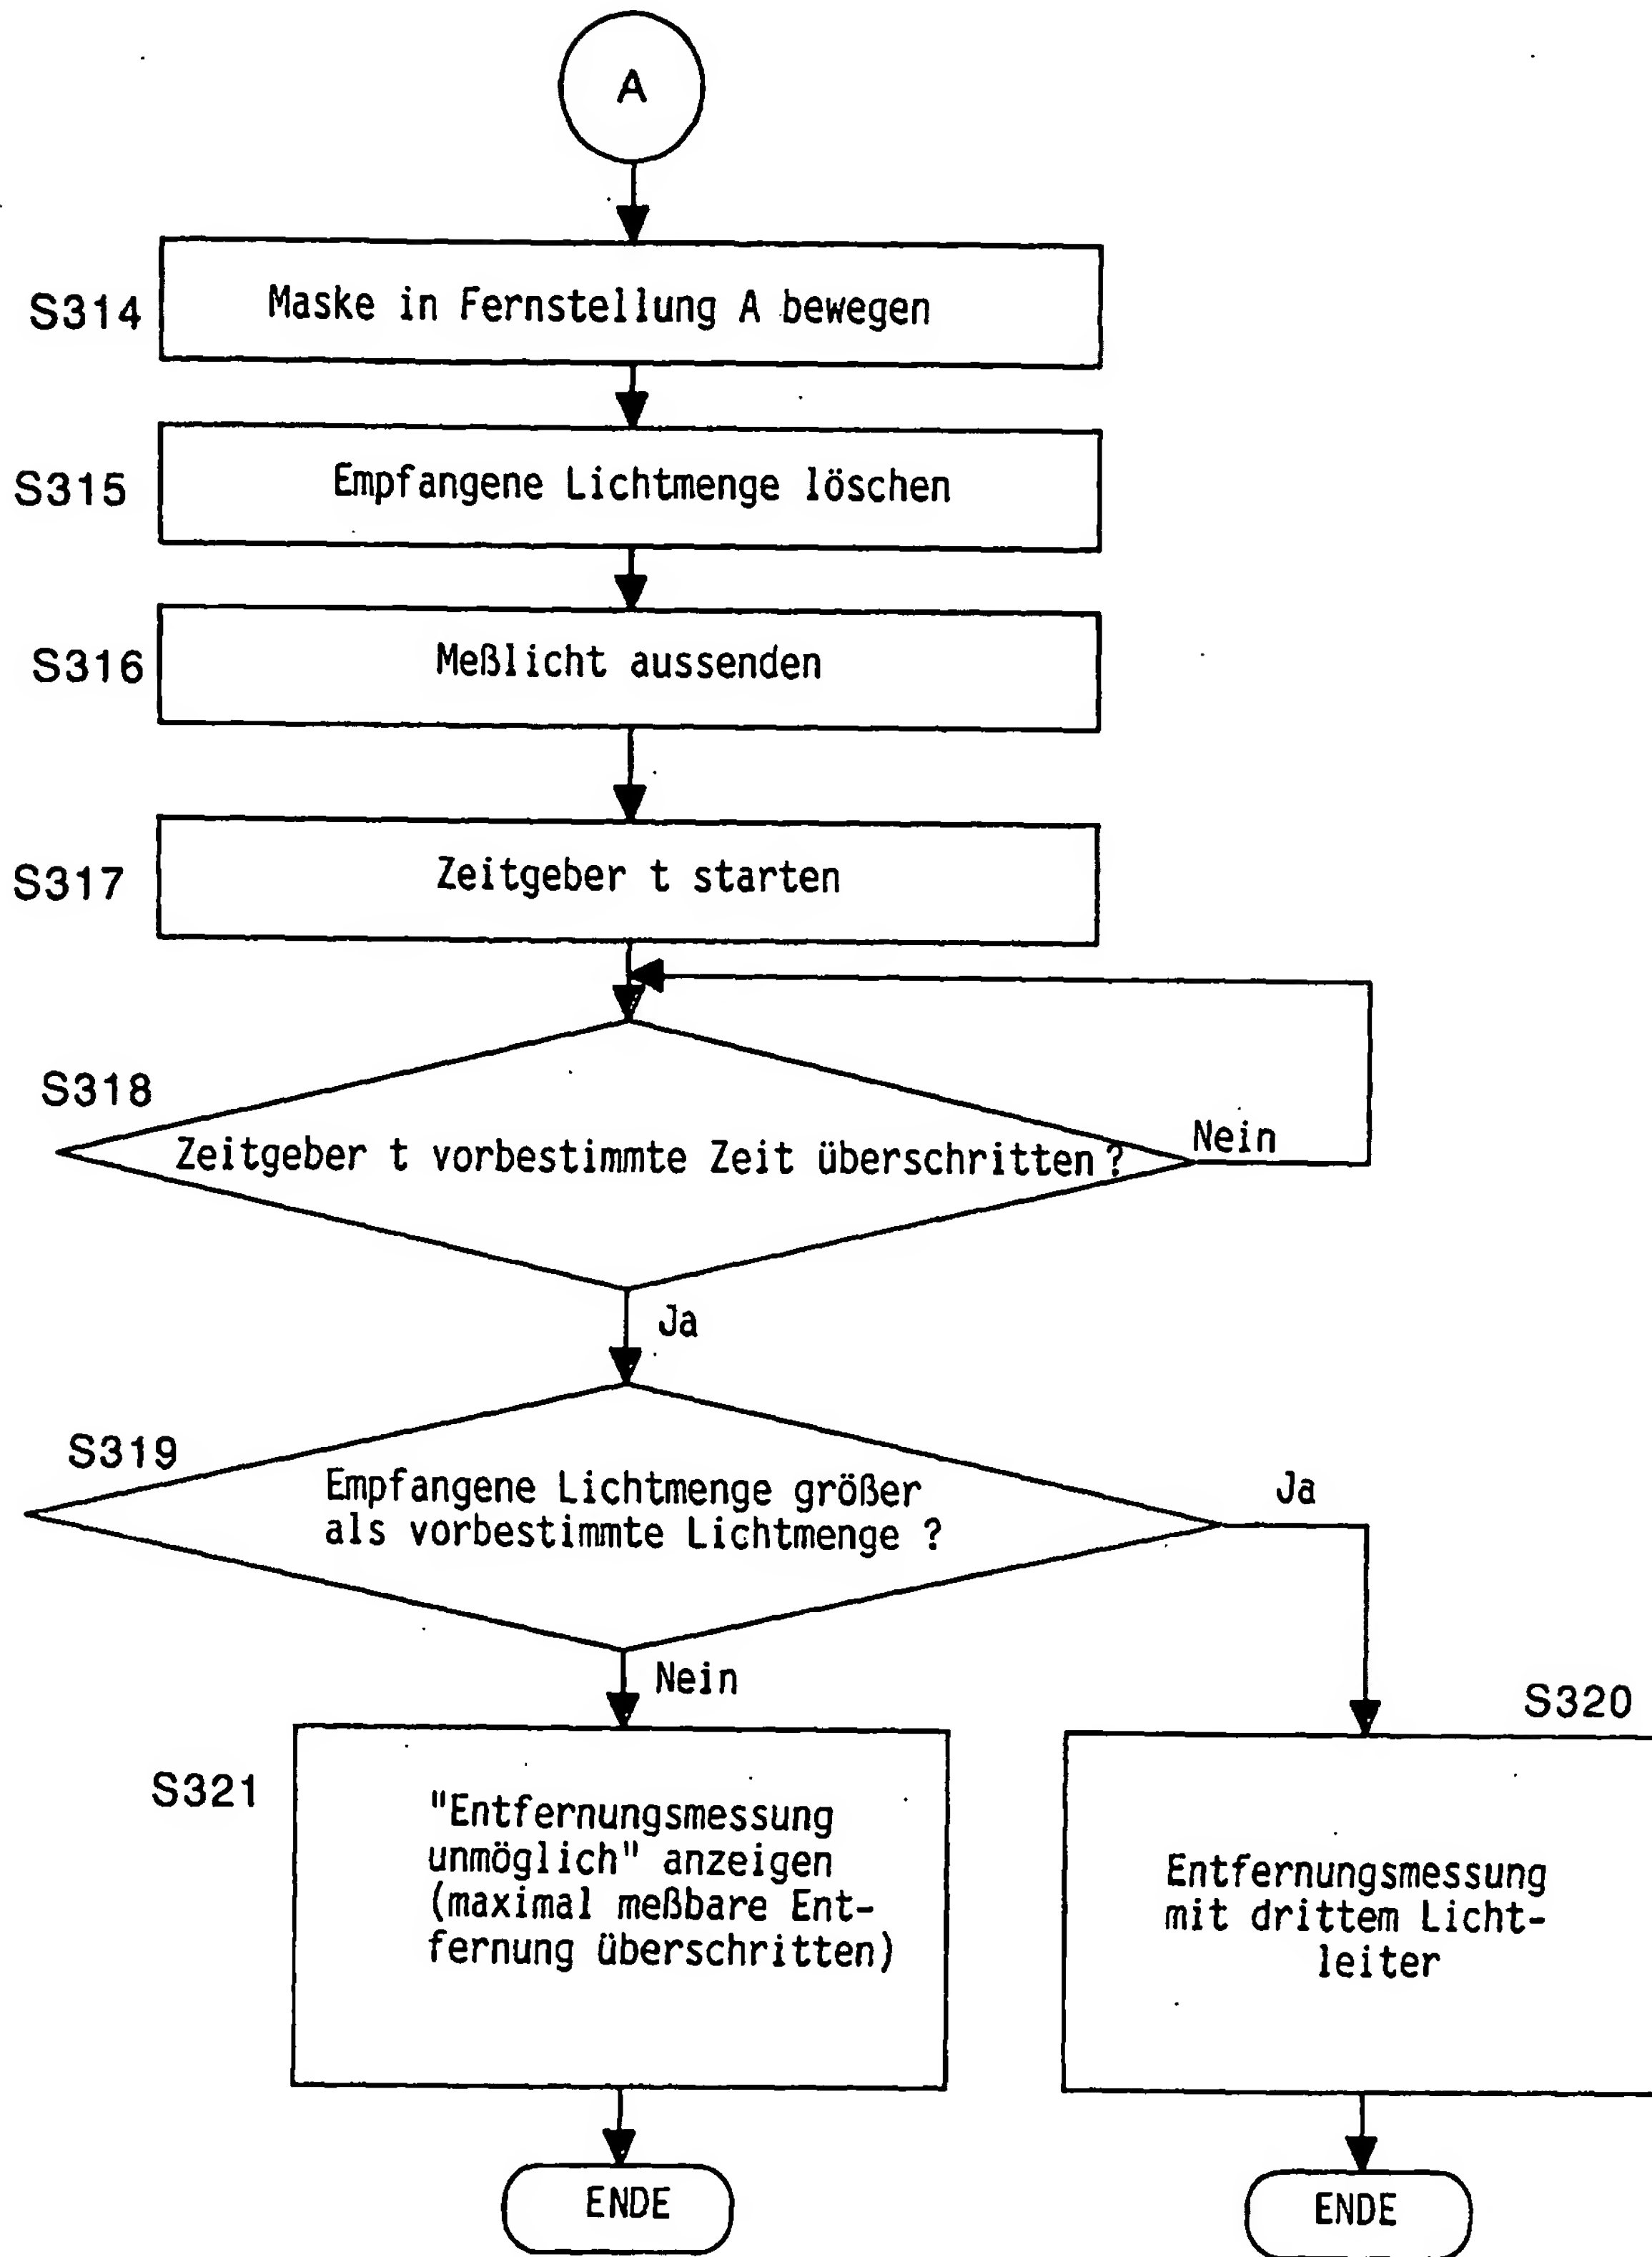 A
S314
Maske in Fernstellung A bewegen
S315
Empfangene Lichtmenge löschen
S316
Meßlicht aussenden
S317
Zeitgeber t starten
S318
Zeitgeber t vorbestimmte Zeit überschritten ?
Nein
Ja
S319
Empfangene Lichtmenge größer
als vorbestimmte Lichtmenge ?
Ja
Nein
S321
"Entfernungsmessung
unmöglich" anzeigen
(maximal meßbare Ent-
fernung überschritten)
S320
Entfernungsmessung
mit drittem Licht-
leiter
ENDE
ENDE